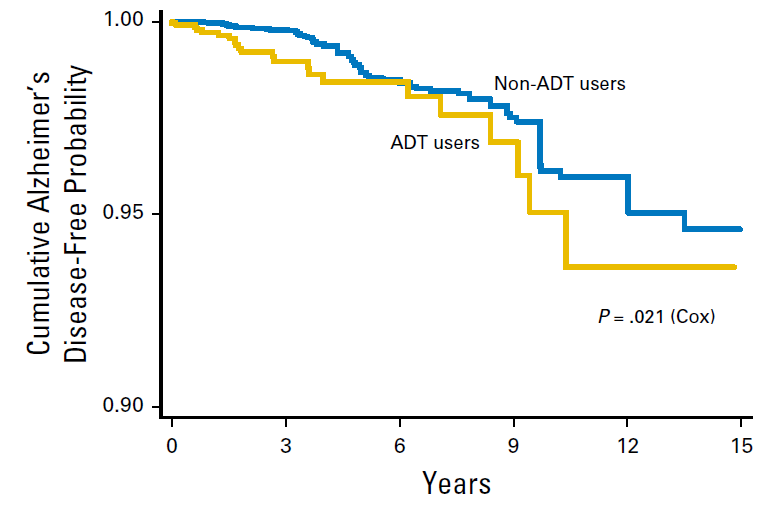 Cumulative Alzheimer's
Disease-Free Probability
1.00
0.95
0.90
Non-ADT users
ADT users
P = .021 (Cox)
0 3 6 9 12 15
Years